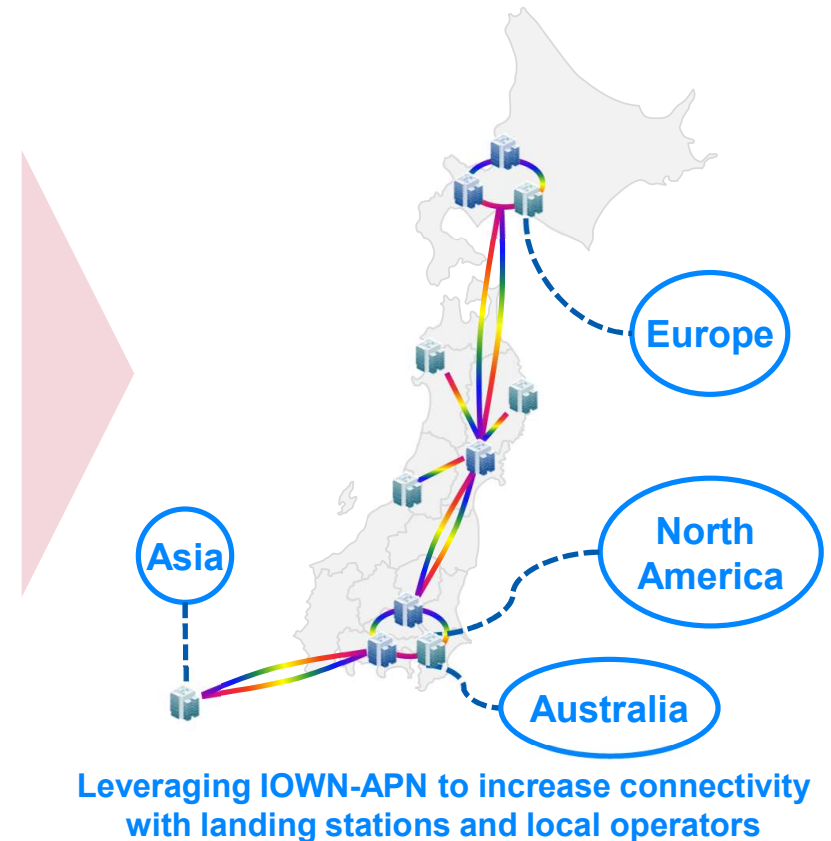 Europe
North
America
Asia
Australia
Leveraging IOWN-APN to increase connectivity
with landing stations and local operators